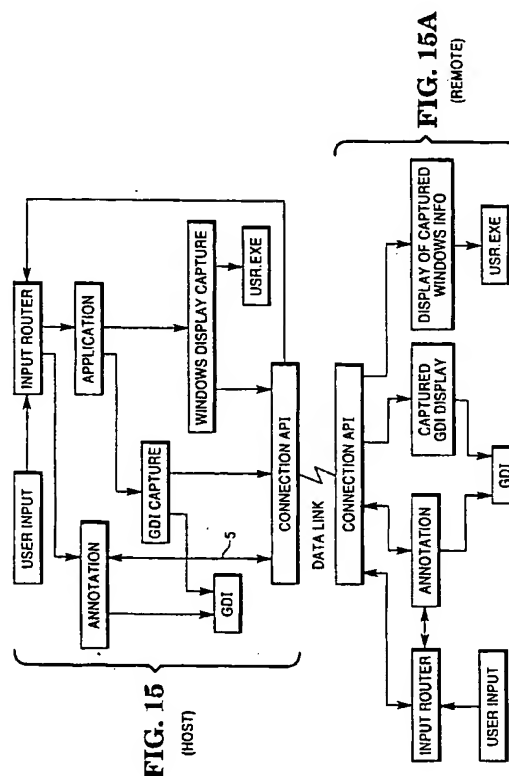 FIG. 15
(HOST)
USER INPUT
INPUT ROUTER
APPLICATION
ANNOTATION
GDI CAPTURE
WINDOWS DISPLAY CAPTURE
GDI
5
USR.EXE
CONNECTION API
DATA LINK
FIG. 15A
(REMOTE)
CONNECTION API
INPUT ROUTER
ANNOTATION
CAPTURED
GDI DISPLAY
DISPLAY OF CAPTURED
WINDOWS INFO
USER INPUT
GDI
USR.EXE